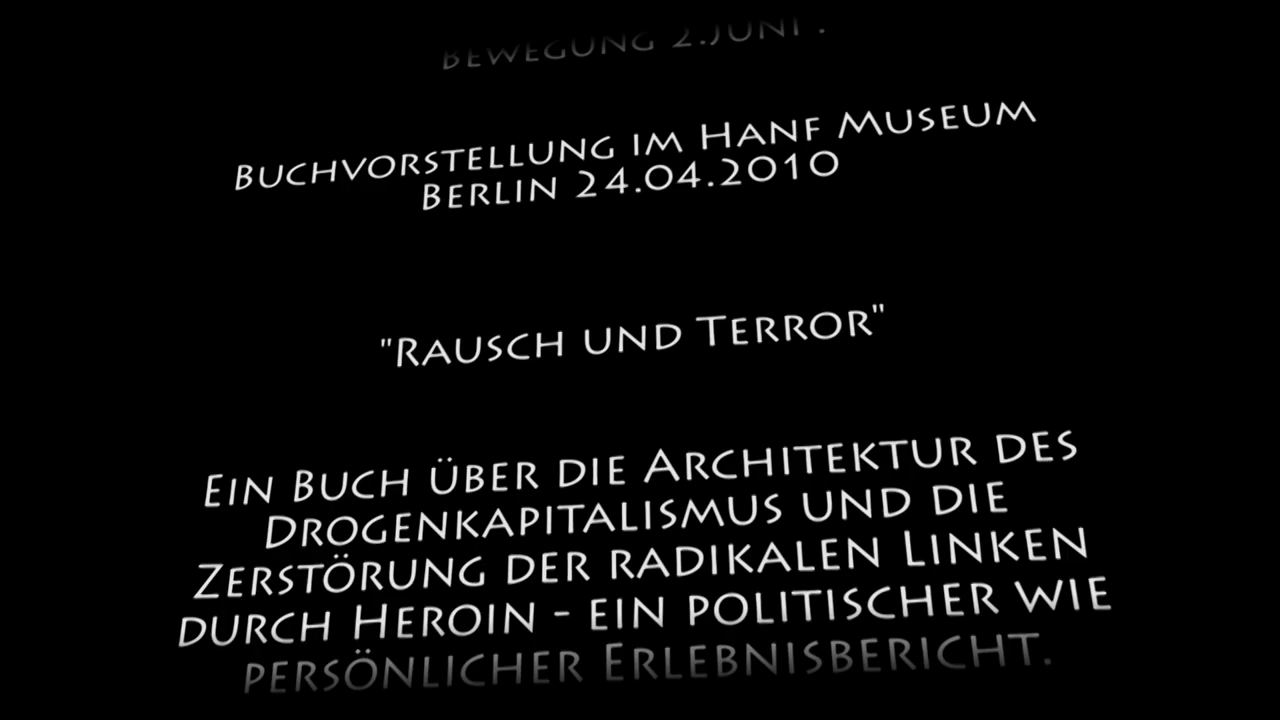 Bewegung 2.Juni .
Buchvorstellung im Hanf Museum
Berlin 24.04.2010
"Rausch und Terror"
Ein Buch über die Architektur des
Drogenkapitalismus und die
Zerstörung der radikalen Linken
durch Heroin - ein politischer wie
persönlicher Erlebnisbericht.